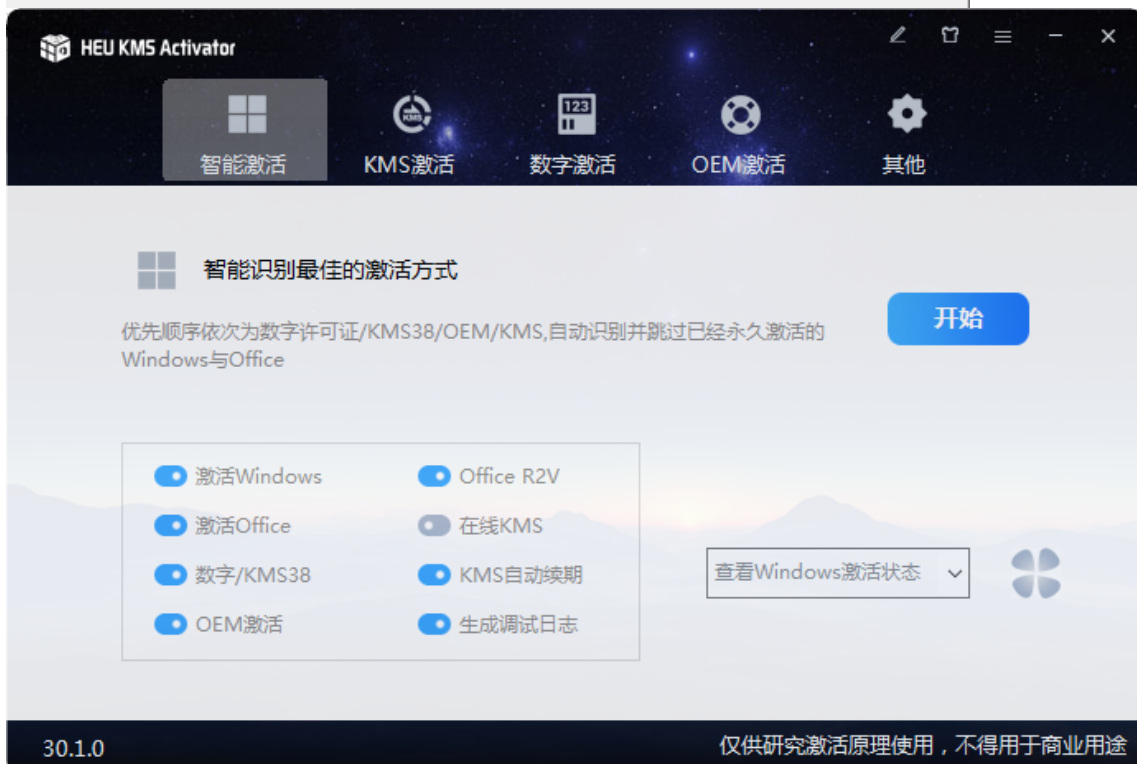 HEU KMS Activator
智能激活
KMS激活
数字激活
OEM激活
其他
智能识别最佳的激活方式
优先顺序依次为数字许可证/KMS38/OEM/KMS,自动识别并跳过已经永久激活的
Windows与Office
开始
激活Windows
Office R2V
激活Office
在线KMS
数字/KMS38
KMS自动续期
OEM激活
生成调试日志
查看Windows激活状态
30.1.0
仅供研究激活原理使用，不得用于商业用途